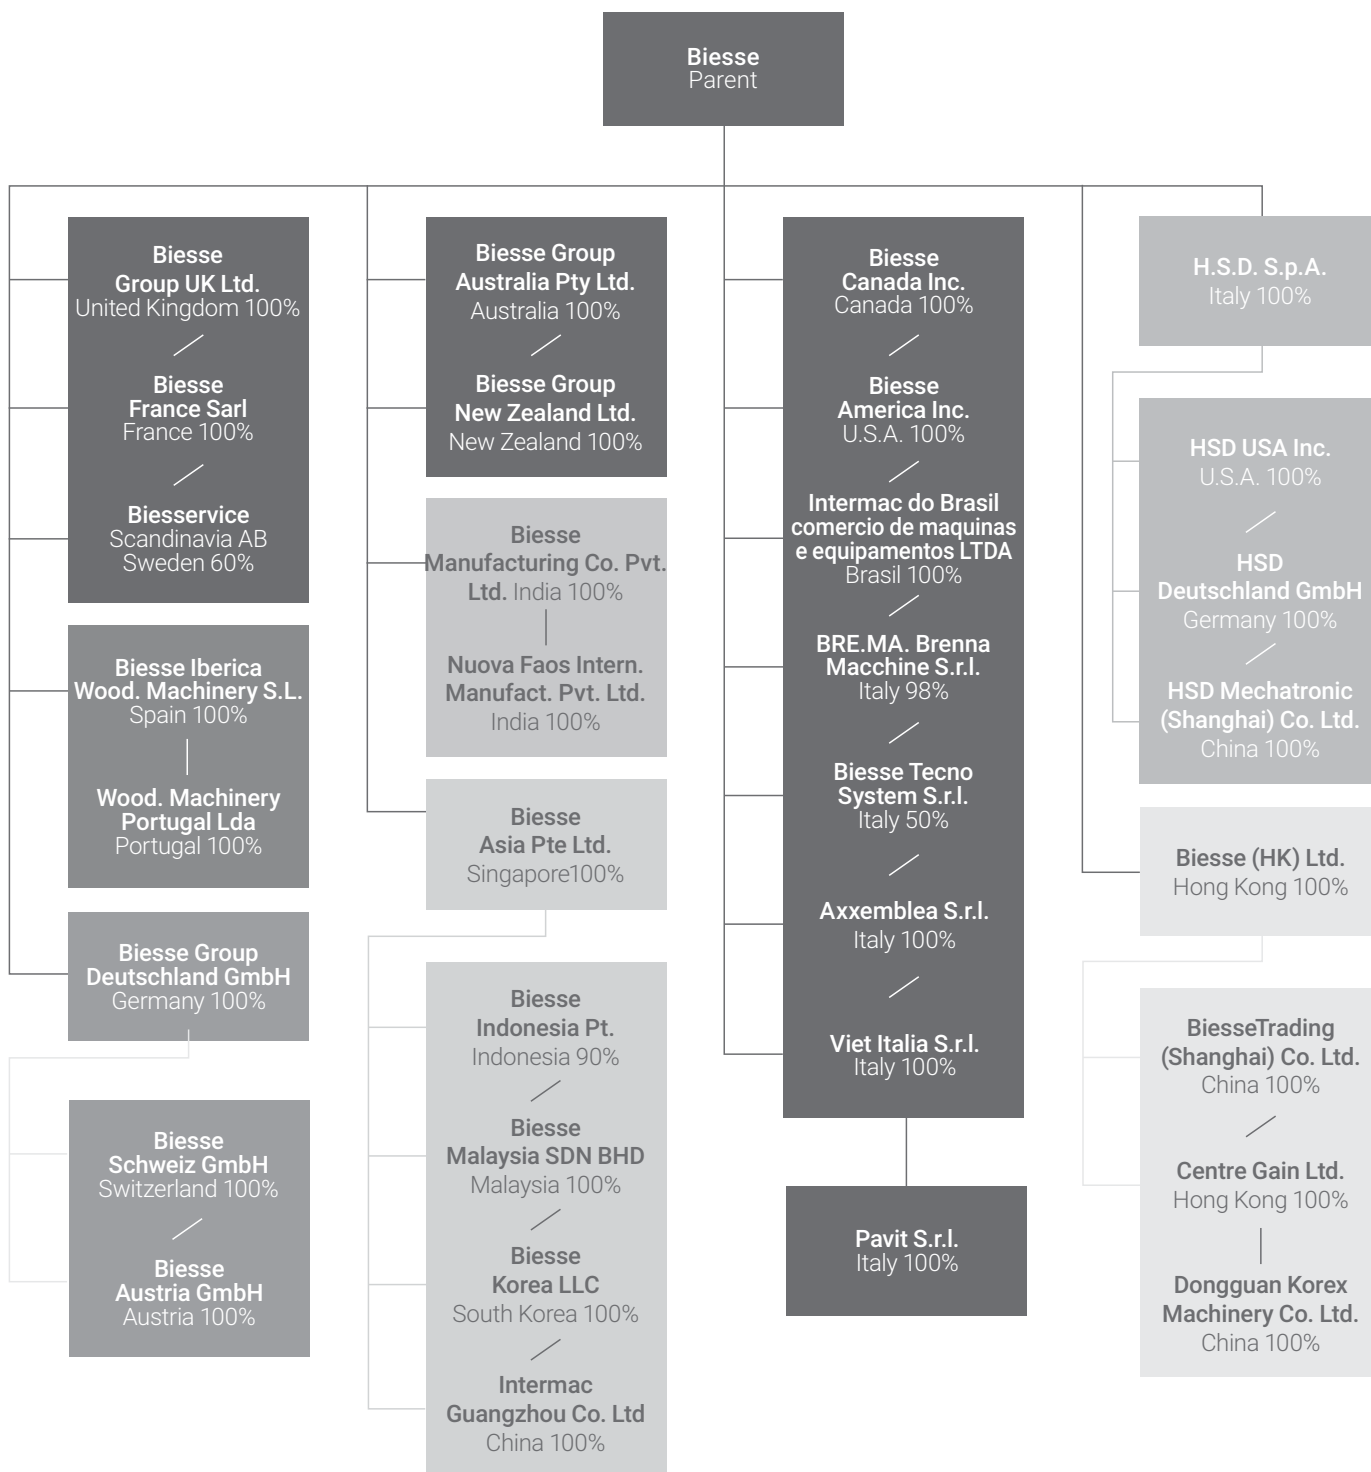 Biesse
Parent
Biesse
Group UK Ltd.
United Kingdom 100%
Biesse
France Sarl
France 100%
Biesservice
Scandinavia AB
Sweden 60%
Biesse Iberica
Wood. Machinery S.L.
Spain 100%
Wood. Machinery
Portugal Lda
Portugal 100%
Biesse Group
Deutschland GmbH
Germany 100%
Biesse
Schweiz GmbH
Switzerland 100%
Biesse
Austria GmbH
Austria 100%
Biesse Group
Australia Pty Ltd.
Australia 100%
Biesse Group
New Zealand Ltd.
New Zealand 100%
Biesse
Manufacturing Co. Pvt.
Ltd. India 100%
Nuova Faos Intern.
Manufact. Pvt. Ltd.
India 100%
Biesse
Asia Pte Ltd.
Singapore100%
Biesse
Indonesia Pt.
Indonesia 90%
Biesse
Malaysia SDN BHD
Malaysia 100%
Biesse
Korea LLC
South Korea 100%
Intermac
Guangzhou Co. Ltd
China 100%
Biesse
Canada Inc.
Canada 100%
Biesse
America Inc.
U.S.A. 100%
Intermac do Brasil
comercio de maquinas
e equipamentos LTDA
Brasil 100%
BRE.MA. Brenna
Macchine S.r.l.
Italy 98%
Biesse Tecno
System S.r.l.
Italy 50%
Axxemblea S.r.l.
Italy 100%
Viet Italia S.r.l.
Italy 100%
Pavit S.r.l.
Italy 100%
H.S.D. S.p.A.
Italy 100%
HSD USA Inc.
U.S.A. 100%
HSD
Deutschland GmbH
Germany 100%
HSD Mechatronic
(Shanghai) Co. Ltd.
China 100%
Biesse (HK) Ltd.
Hong Kong 100%
BiesseTrading
(Shanghai) Co. Ltd.
China 100%
Centre Gain Ltd.
Hong Kong 100%
Dongguan Korex
Machinery Co. Ltd.
China 100%